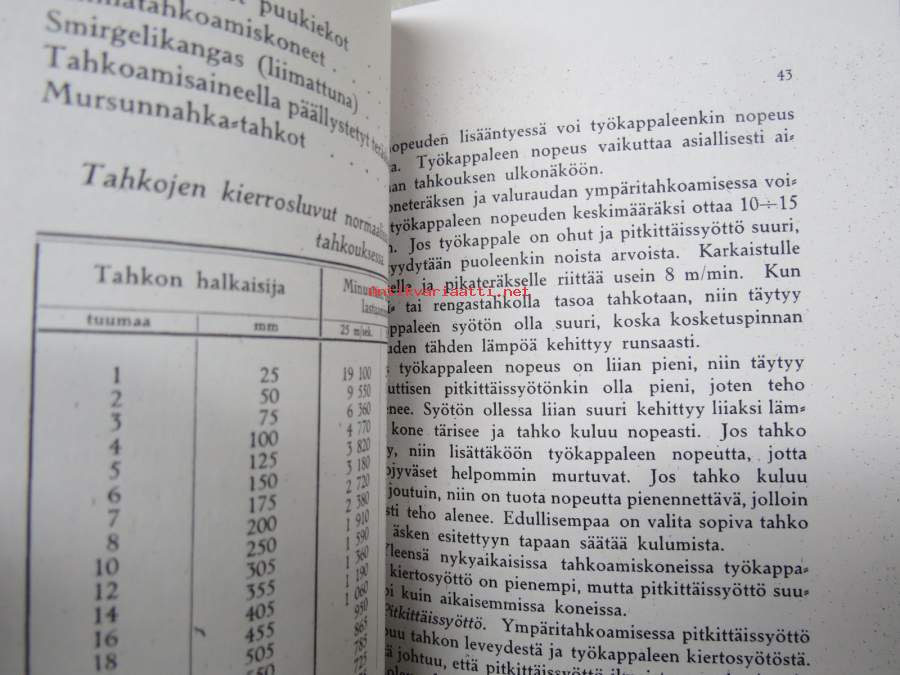 puukiekot
Smirgelikangas (liimattuna)
Tahkoamisaineella päällystetyt
Mursunnahka-tahkot
Tahkojen kierrosluvut
tahkouksessa
Tahkon halkaisija
tuumaa mm 25 m/sek.
1 25 19 100
2 50 9 550
3 75 6 360
4 100 4 770
5 125 3 820
6 150 3 180
7 175 2 720
8 200 2 380
10 250 1 910
12 305 1 590
14 355 1 360
16 405 1 190
18 455 1 060
505 950
865
785
725
antikvariaatti.net
43
lisääntyessä voi työkappaleenkin nopeus
Työkappaleen nopeus vaikuttaa asiallisesti ai-
tahkouksen ulkonäköön.
ja valuraudan ympäritahkoamisessa voi-
työkappaleen nopeuden keskimääräksi ottaa 10÷15
Jos työkappale on ohut ja pitkittäissyöttö suuri,
puoleenkin noista arvoista. Karkaistulle
ja pikateräkselle riittää usein 8 m/min. Kun
tai rengastahkolla tasoa tahkotaan, niin täytyy
syötön olla suuri, koska kosketuspinnan
tähden lämpöä kehittyy runsaasti.
työkappaleen nopeus on liian pieni, niin täytyy
pitkittäissyötönkin olla pieni, joten teho
Syötön ollessa liian suuri kehittyy liiaksi läm-
kone tärisee ja tahko kuluu nopeasti. Jos tahko
niin lisättäköön työkappaleen nopeutta, jotta
helpommin murtuvat. Jos tahko kuluu
joutuin, niin on tuota nopeutta pienennettävä, jolloin
teho alenee. Edullisempaa on valita sopiva tahko
äsken esitettyyn tapaan säätää kulumista.
Yleensä nykyaikaisissa tahkoamiskoneissa työkappa-
kiertosyöttö on pienempi, mutta pitkittäissyöttö suu-
kuin aikaisemmissa koneissa.
Pitkittäissyöttö. Ympäritahkoamisessa pitkittäissyöttö
tahkon leveydestä ja työkappaleen kiertosyötöstä.
johtuu, että pitkittäissyöttö